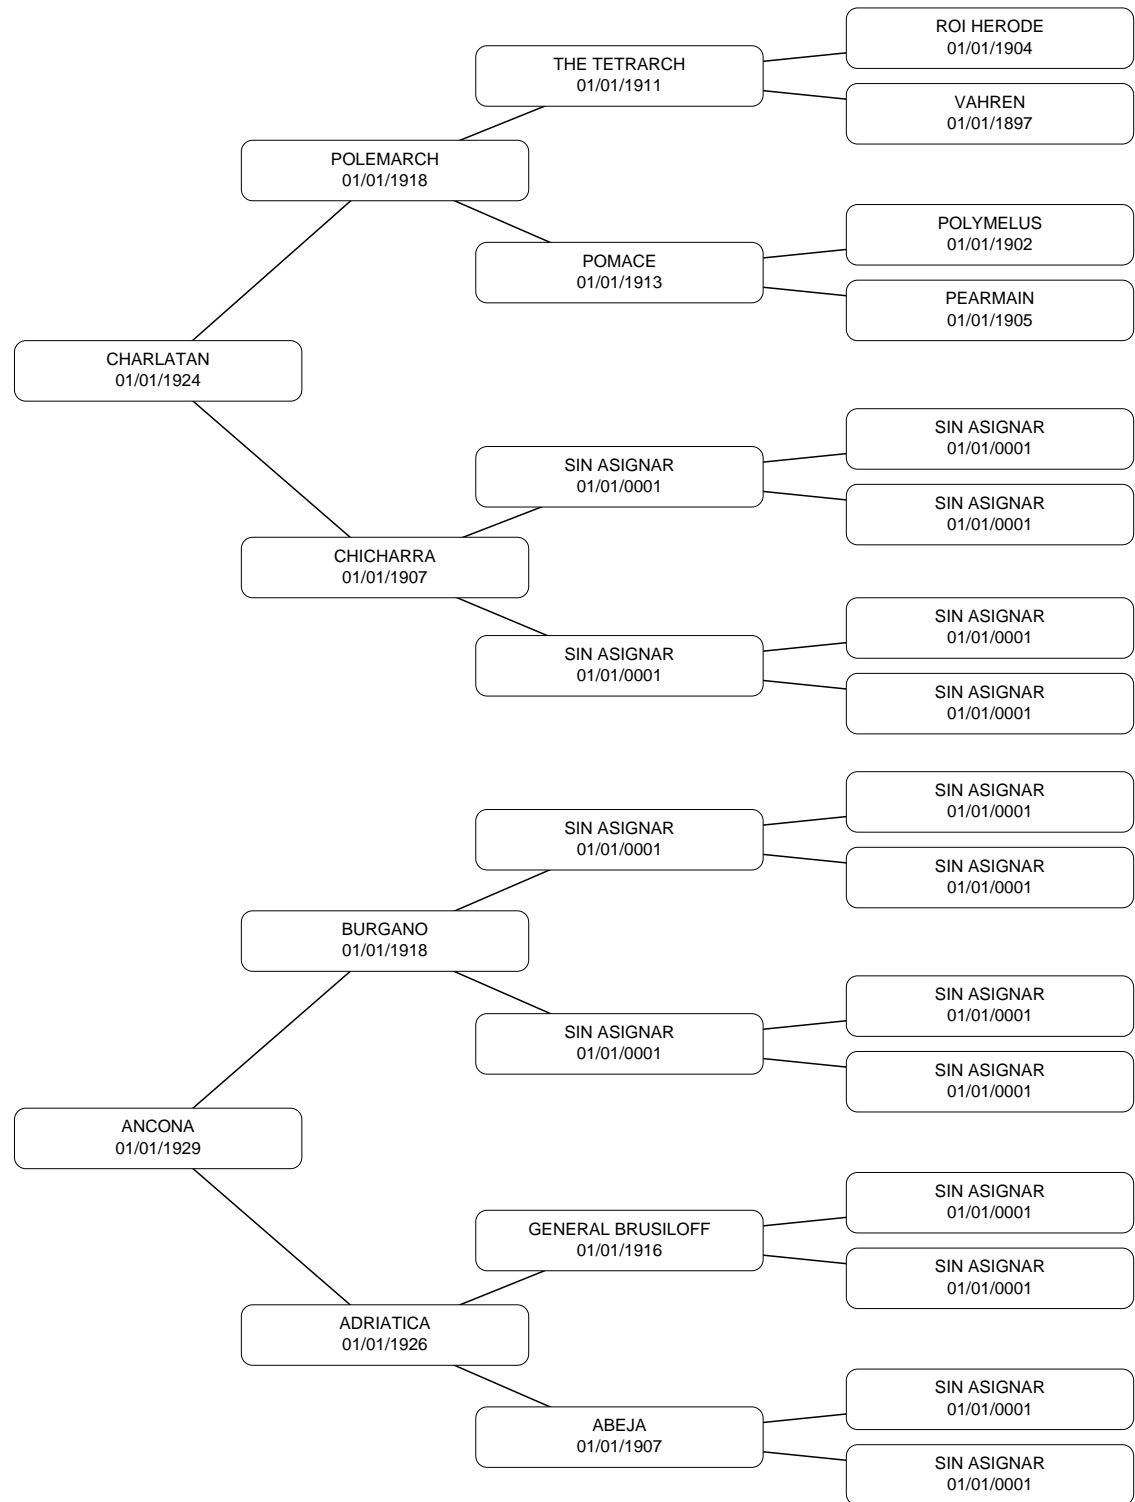 ROI HERODE
01/01/1904
THE TETRARCH
01/01/1911
VAHREN
01/01/1897
POLEMARCH
01/01/1918
POLYMELUS
01/01/1902
POMACE
01/01/1913
PEARMAIN
01/01/1905
CHARLATAN
01/01/1924
SIN ASIGNAR
01/01/0001
SIN ASIGNAR
01/01/0001
SIN ASIGNAR
01/01/0001
CHICHARRA
01/01/1907
SIN ASIGNAR
01/01/0001
SIN ASIGNAR
01/01/0001
SIN ASIGNAR
01/01/0001
SIN ASIGNAR
01/01/0001
SIN ASIGNAR
01/01/0001
SIN ASIGNAR
01/01/0001
BURGANO
01/01/1918
SIN ASIGNAR
01/01/0001
SIN ASIGNAR
01/01/0001
SIN ASIGNAR
01/01/0001
ANCONA
01/01/1929
SIN ASIGNAR
01/01/0001
GENERAL BRUSILOFF
01/01/1916
SIN ASIGNAR
01/01/0001
ADRIATICA
01/01/1926
SIN ASIGNAR
01/01/0001
ABEJA
01/01/1907
SIN ASIGNAR
01/01/0001